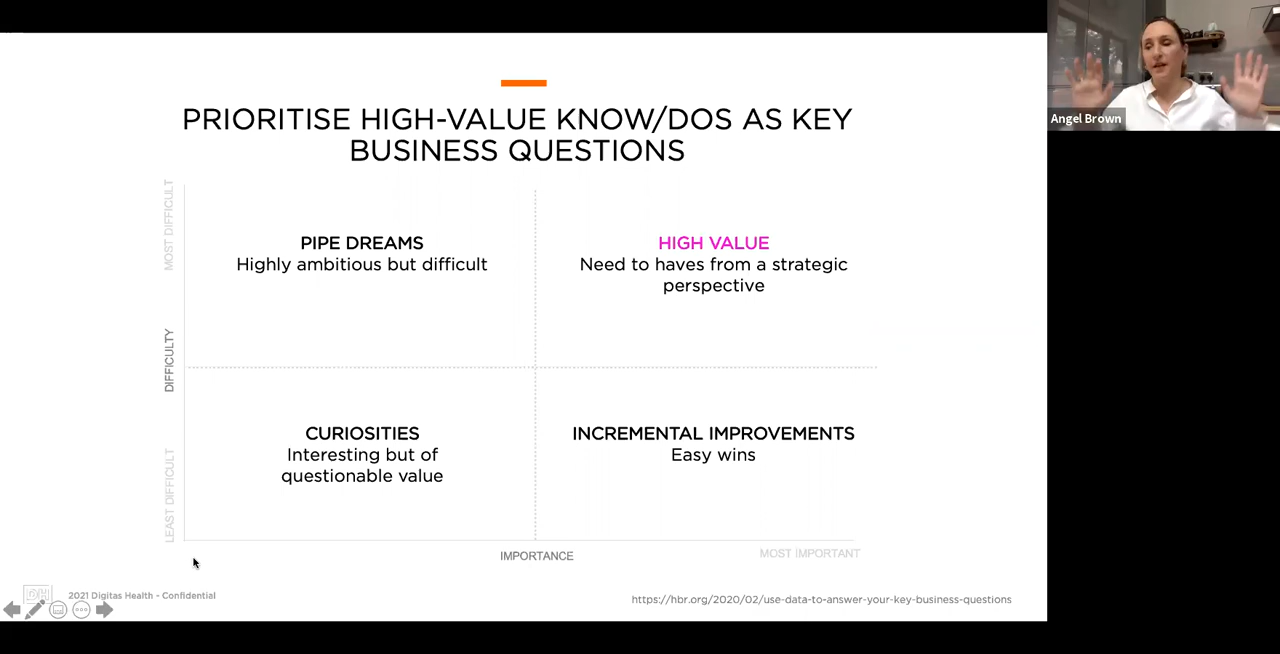 PRIORITISE HIGH-VALUE KNOW/DOS AS KEY
BUSINESS QUESTIONS
Angel Brown
MOST DIFFICULT
DIFFICULTY
LEAST DIFFICULT
PIPE DREAMS
Highly ambitious but difficult
HIGH VALUE
Need to haves from a strategic
perspective
CURIOSITIES
Interesting but of
questionable value
INCREMENTAL IMPROVEMENTS
Easy wins
IMPORTANCE
MOST IMPORTANT
DH
2021 Digitas Health - Confidential
https://hbr.org/2020/02/use-data-to-answer-your-key-business-questions